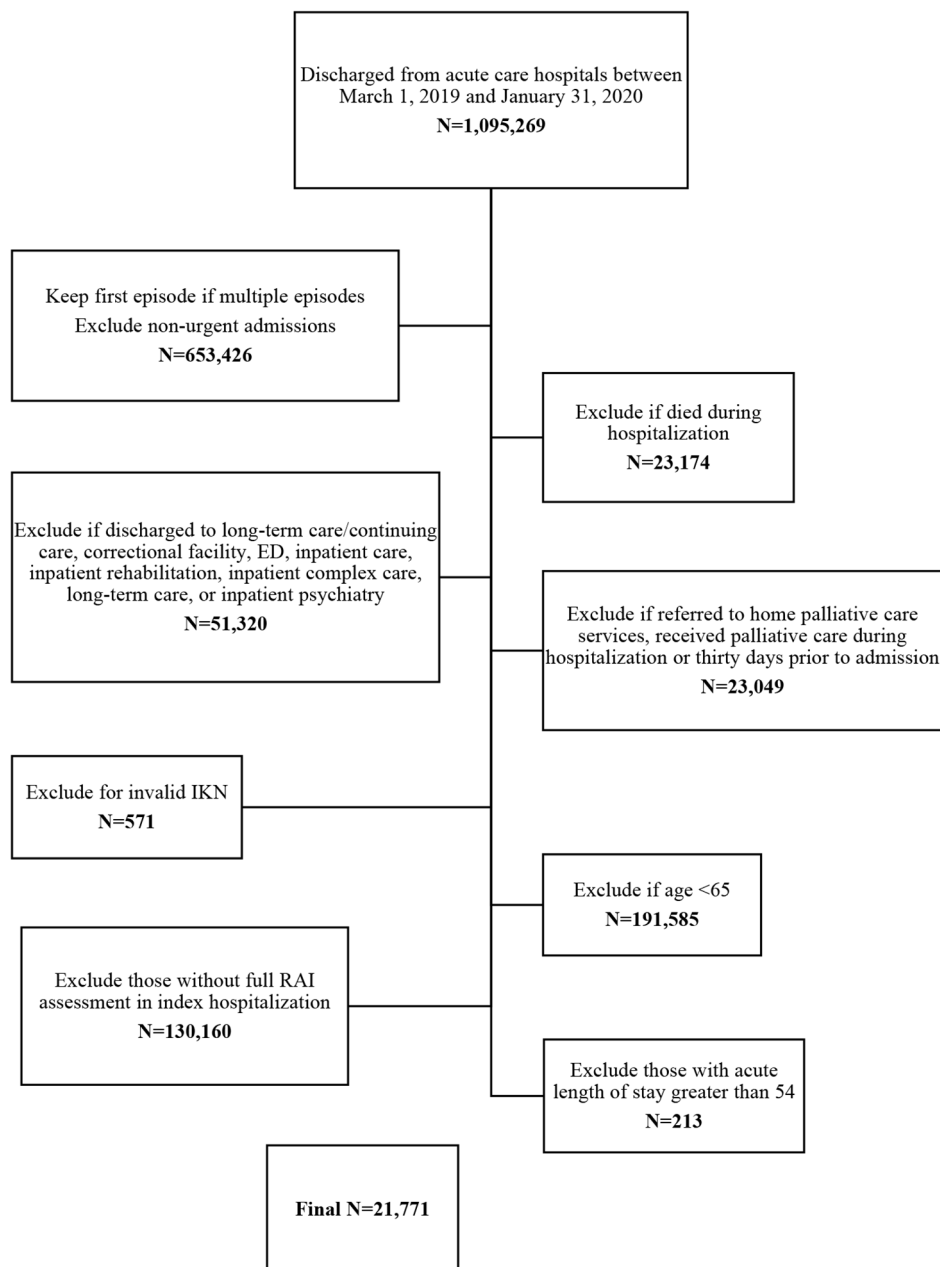 Discharged from acute care hospitals between
March 1, 2019 and January 31, 2020
N=1,095,269
Keep first episode if multiple episodes
Exclude non-urgent admissions
N=653,426
Exclude if died during
hospitalization
N=23,174
Exclude if discharged to long-term care/continuing
care, correctional facility, ED, inpatient care,
inpatient rehabilitation, inpatient complex care,
long-term care, or inpatient psychiatry
N=51,320
Exclude if referred to home palliative care
services, received palliative care during
hospitalization or thirty days prior to admission
N=23,049
Exclude for invalid IKN
N=571
Exclude if age <65
N=191,585
Exclude those without full RAI
assessment in index hospitalization
N=130,160
Exclude those with acute
length of stay greater than 54
N=213
Final N=21,771